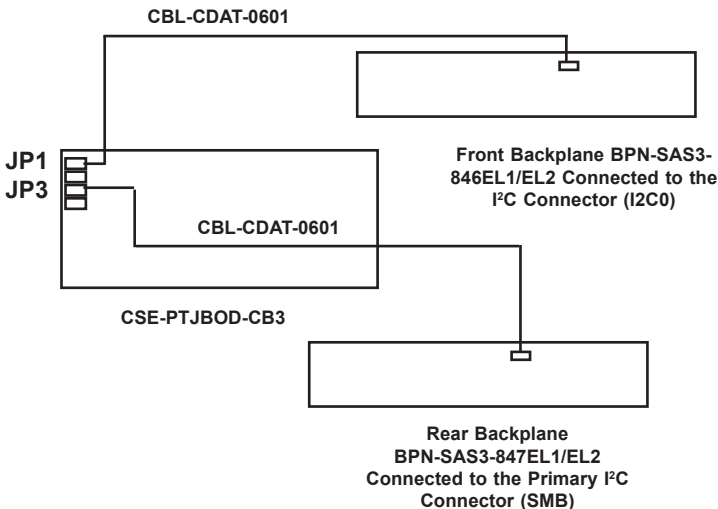 CBL-CDAT-0601
JP1
JP3
Front Backplane BPN-SAS3-
846EL1/EL2 Connected to the
I²C Connector (I2C0)
CBL-CDAT-0601
CSE-PTJBOD-CB3
Rear Backplane
BPN-SAS3-847EL1/EL2
Connected to the Primary I²C
Connector (SMB)